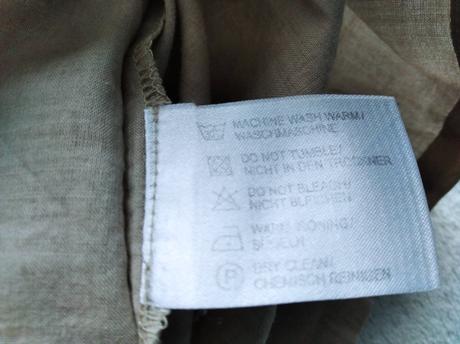 MACHINE WASH WARM/
WASCHMASCHINE
DO NOT TUMBLE/
NICHT IN DEN TROCKNER
DO NOT BLEACH/
NICHT BLEICHEN
WARM IRONING/
DRY CLEAN/
CHEMISCH REINIGEN
P